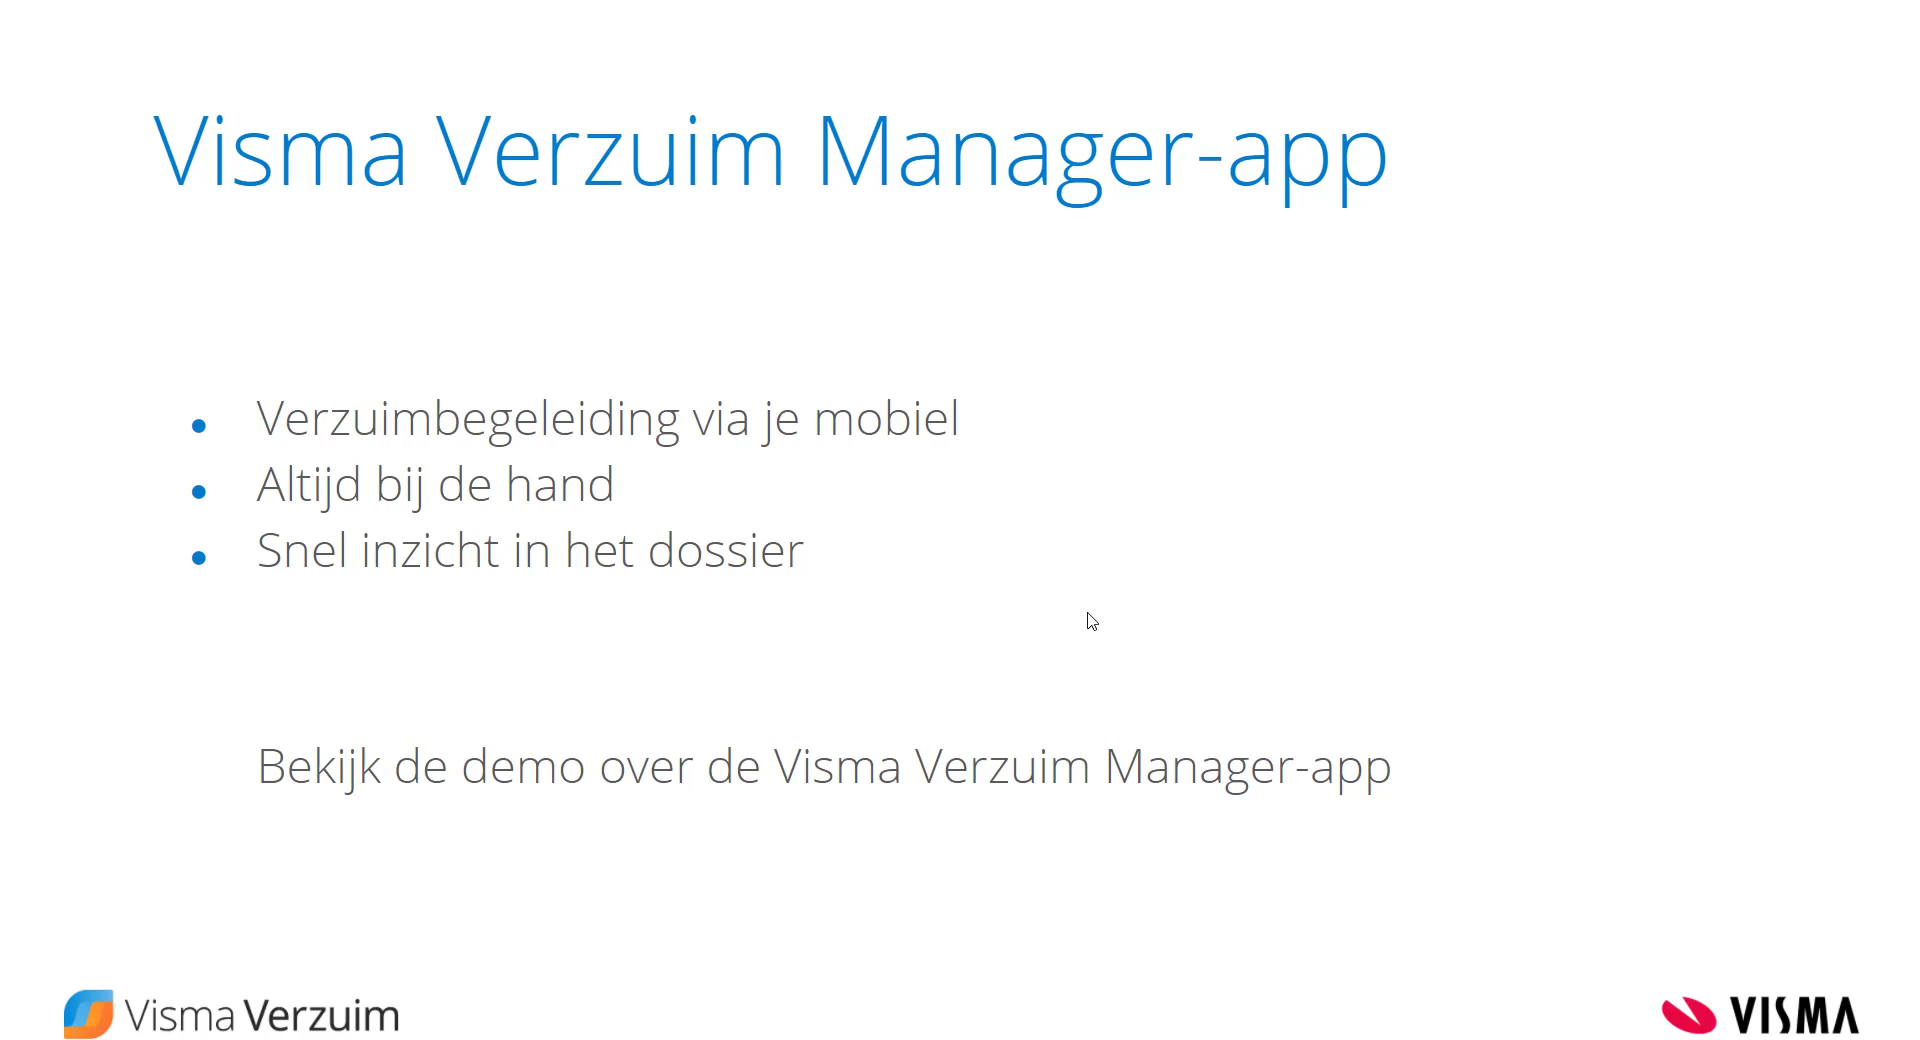 Visma Verzuim Manager-app
• Verzuimbegeleiding via je mobiel
• Altijd bij de hand
• Snel inzicht in het dossier
Bekijk de demo over de Visma Verzuim Manager-app
Visma Verzuim
VISMA